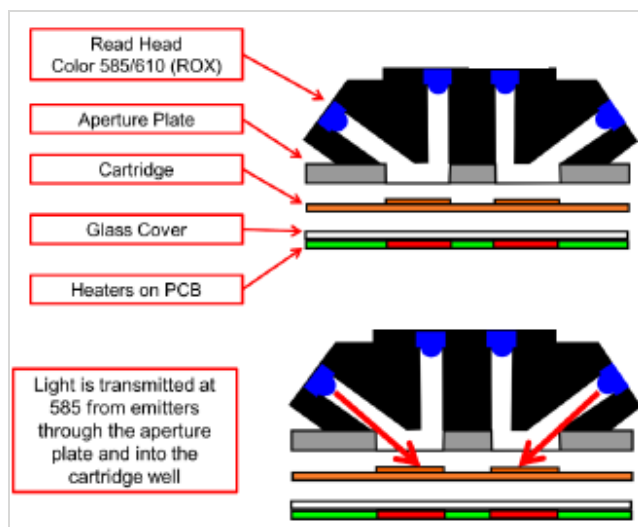 Read Head
Color 585/610 (ROX)
Aperture Plate
Cartridge
Glass Cover
Heaters on PCB
Light is transmitted at
585 from emitters
through the aperture
plate and into the
cartridge well